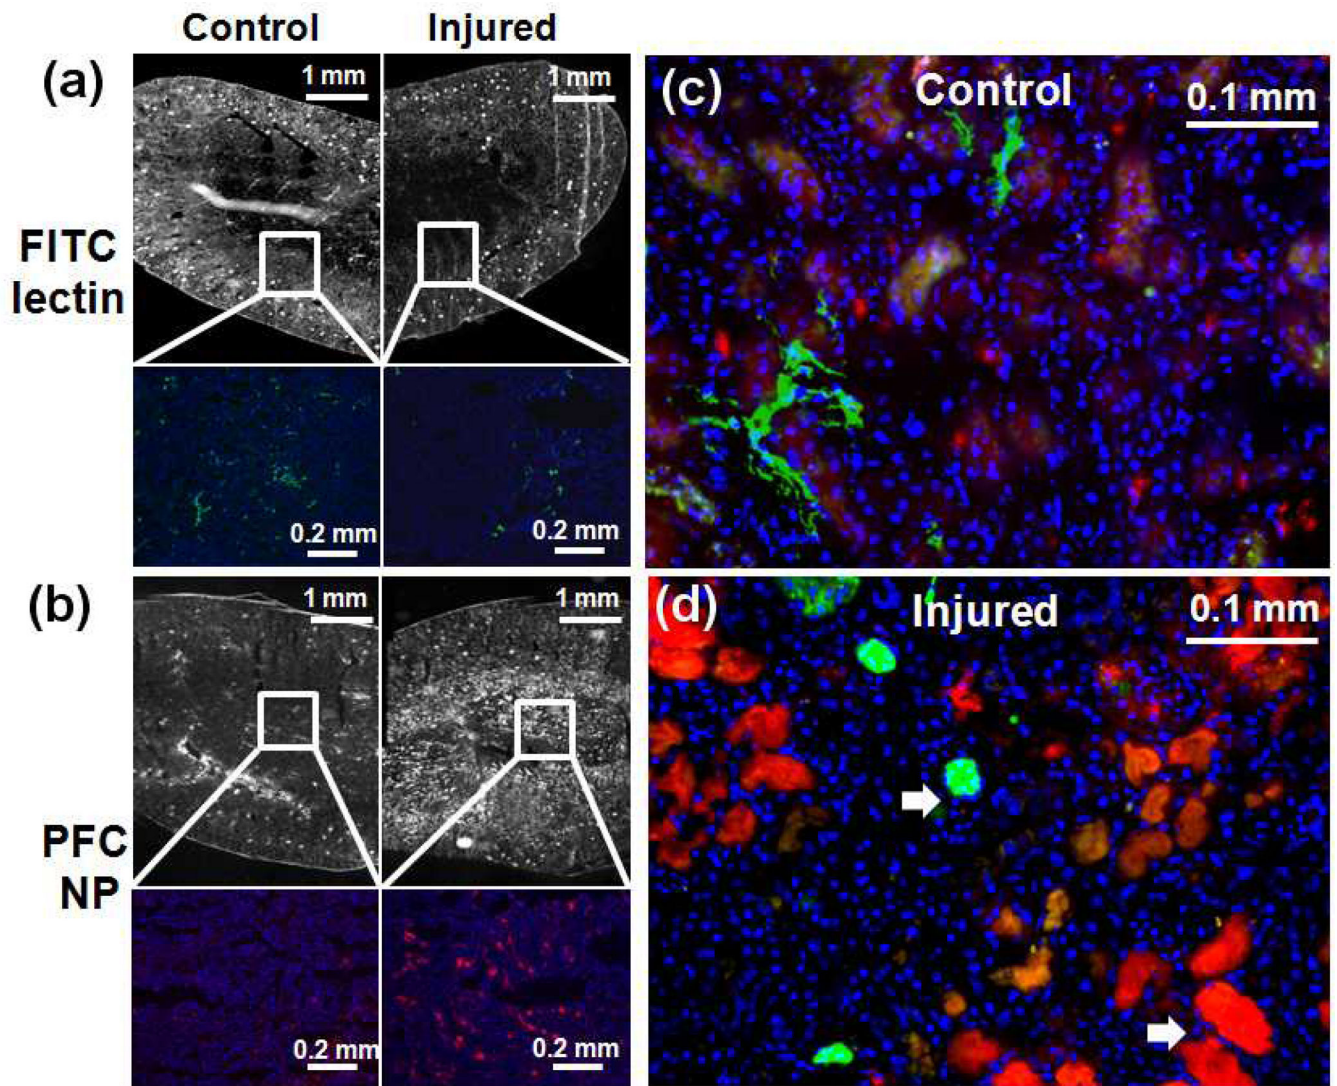 Control
Injured
(a)
1 mm
1 mm
FITC
lectin
0.2 mm
0.2 mm
(b)
1 mm
1 mm
PFC
NP
0.2 mm
0.2 mm
(c)
Control
0.1 mm
(d)
Injured
0.1 mm